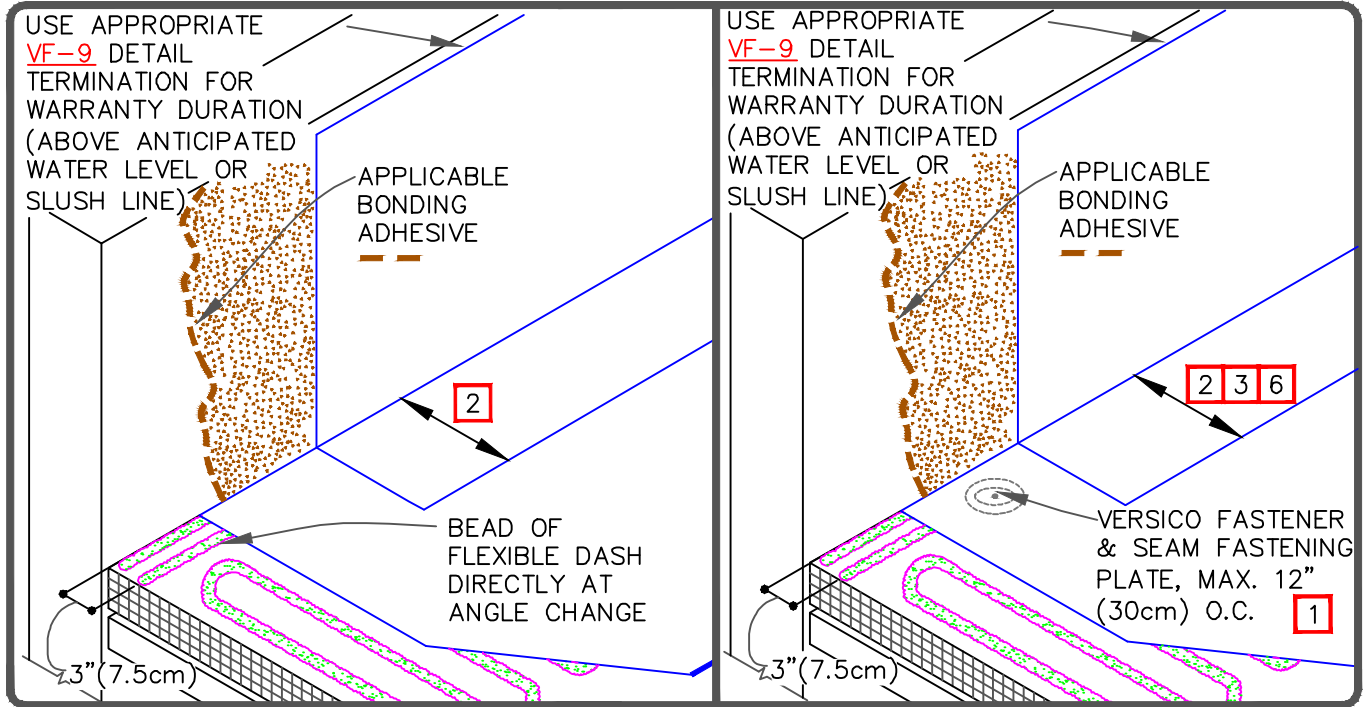 USE APPROPRIATE
VF-9 DETAIL
TERMINATION FOR
WARRANTY DURATION
(ABOVE ANTICIPATED
WATER LEVEL OR
SLUSH LINE)
APPLICABLE
BONDING
ADHESIVE
2
BEAD OF
FLEXIBLE DASH
DIRECTLY AT
ANGLE CHANGE
3"(7.5cm)
USE APPROPRIATE
VF-9 DETAIL
TERMINATION FOR
WARRANTY DURATION
(ABOVE ANTICIPATED
WATER LEVEL OR
SLUSH LINE)
APPLICABLE
BONDING
ADHESIVE
2 3 6
VERSICO FASTENER
& SEAM FASTENING
PLATE, MAX. 12"
(30cm) O.C. 1
3"(7.5cm)